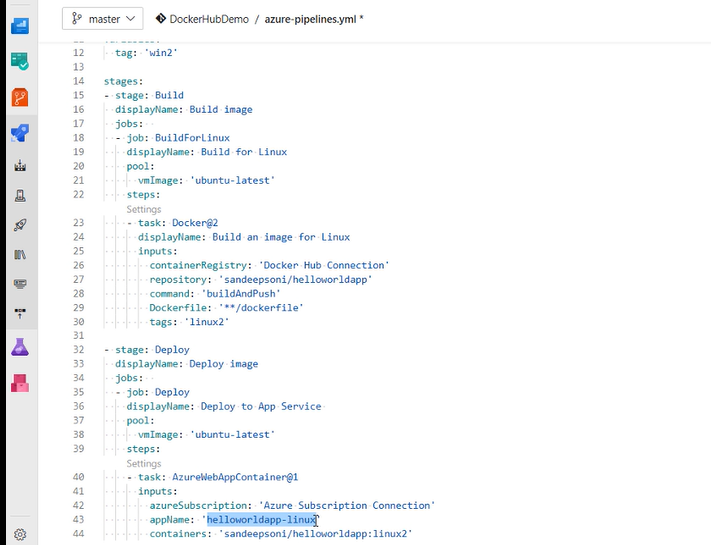 master DockerHubDemo / azure-pipelines.yml *
12 tag: 'win2'
13
14 stages:
15 - stage: Build
16 displayName: Build image
17 jobs:
18 - job: BuildForLinux
19 displayName: Build for Linux
20 pool:
21 vmImage: 'ubuntu-latest'
22 steps:
Settings
23 - task: Docker@2
24 displayName: Build an image for Linux
25 inputs:
26 containerRegistry: 'Docker Hub Connection'
27 repository: 'sandeepsoni/helloworldapp'
28 command: 'buildAndPush'
29 Dockerfile: '**/dockerfile'
30 tags: 'linux2'
31
32 - stage: Deploy
33 displayName: Deploy image
34 jobs:
35 - job: Deploy
36 displayName: Deploy to App Service
37 pool:
38 vmImage: 'ubuntu-latest'
39 steps:
Settings
40 - task: AzureWebAppContainer@1
41 inputs:
42 azureSubscription: 'Azure Subscription Connection'
43 appName: 'helloworldapp-linux'
44 containers: 'sandeepsoni/helloworldapp:linux2'